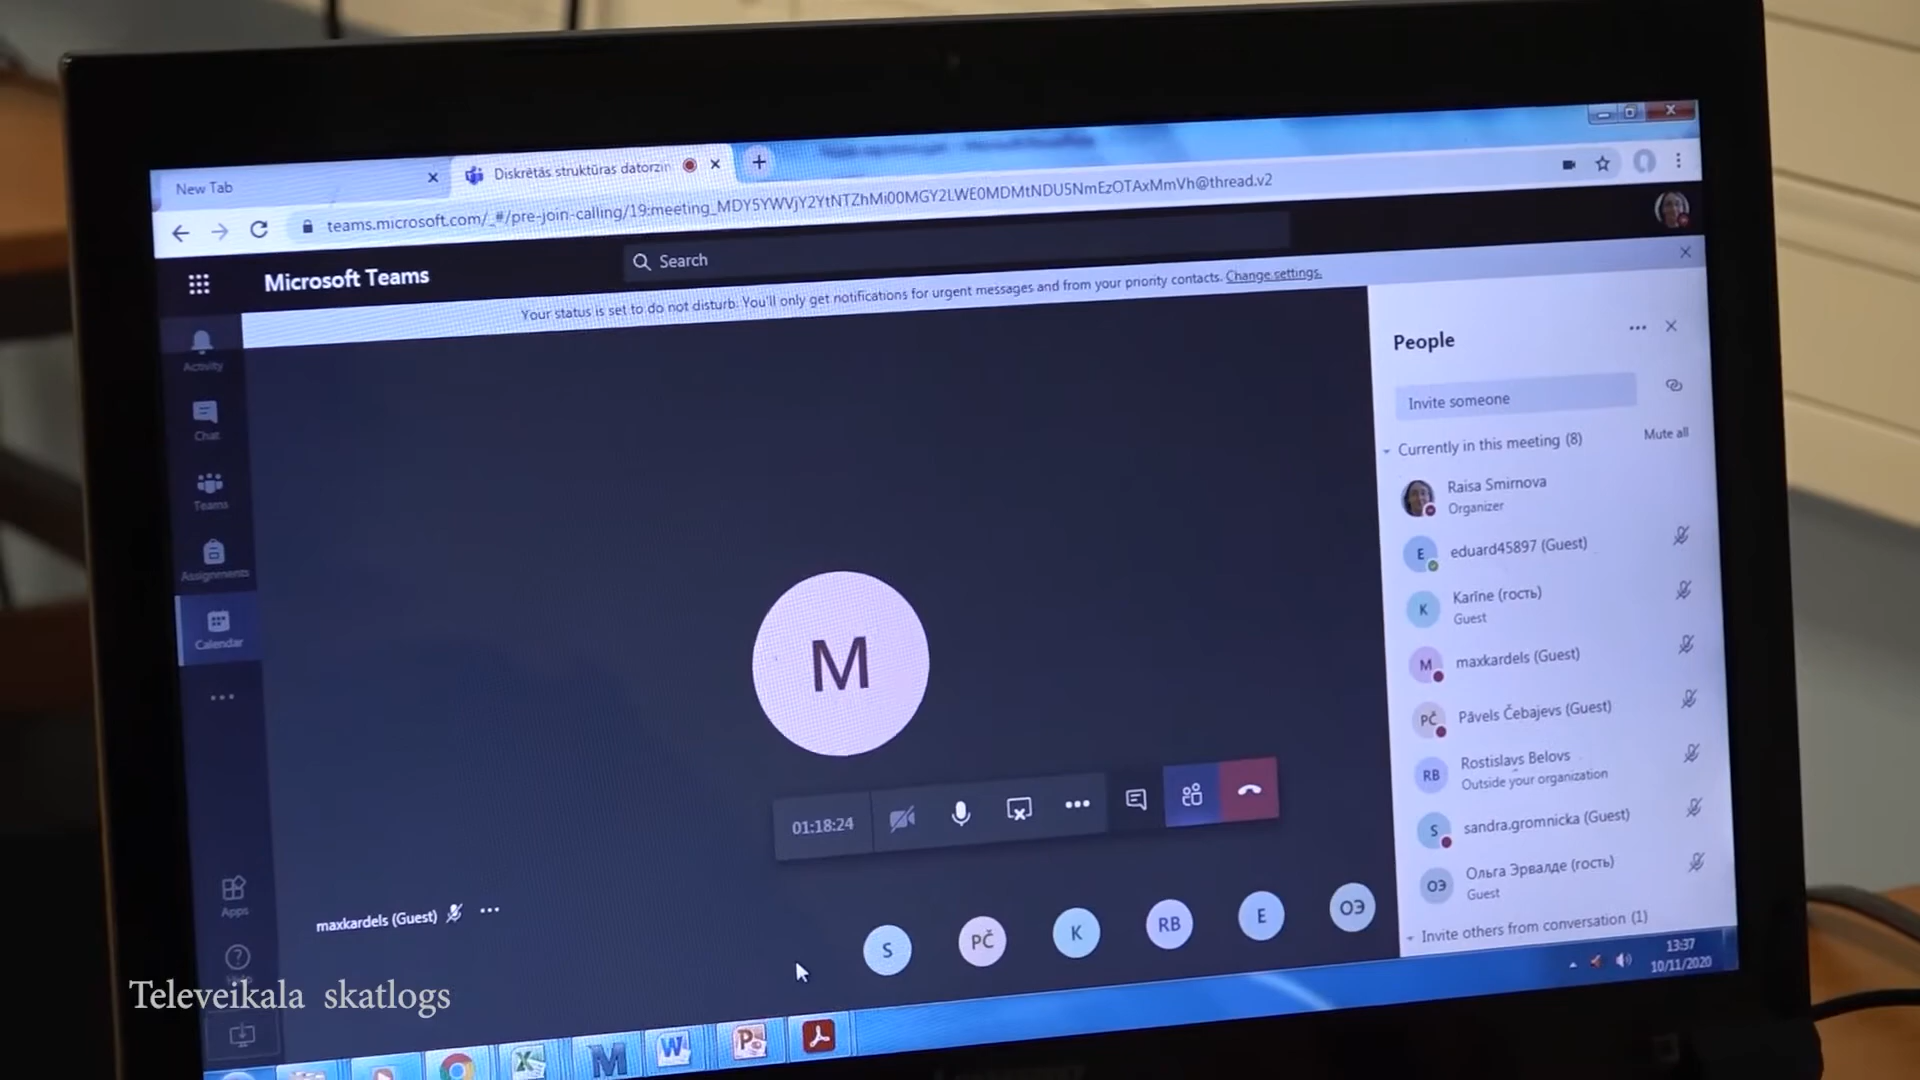 New Tab
Diskrētās struktūras datorzin
teams.microsoft.com/_#/pre-join-calling/19:meeting_MDY5YWVjY2YtNTZhMi00MGY2LWE0MDMtNDU5NmEzOTAxMmVh@thread.v2
Microsoft Teams
Search
Your status is set to do not disturb. You'll only get notifications for urgent messages and from your priority contacts. Change settings.
Activity
Chat
Teams
Assignments
Calendar
Apps
M
01:18:24
maxkardels (Guest)
S
PČ
K
RB
E
ОЭ
People
Invite someone
Currently in this meeting (8)
Mute all
Raisa Smirnova
Organizer
E
eduard45897 (Guest)
K
Karīne (гость)
Guest
M
maxkardels (Guest)
PČ
Pāvels Čebajevs (Guest)
RB
Rostislavs Belovs
Outside your organization
S
sandra.gromnicka (Guest)
ОЭ
Ольга Эрвалде (гость)
Guest
Invite others from conversation (1)
13:37
10/11/2020
Televeikala skatlogs